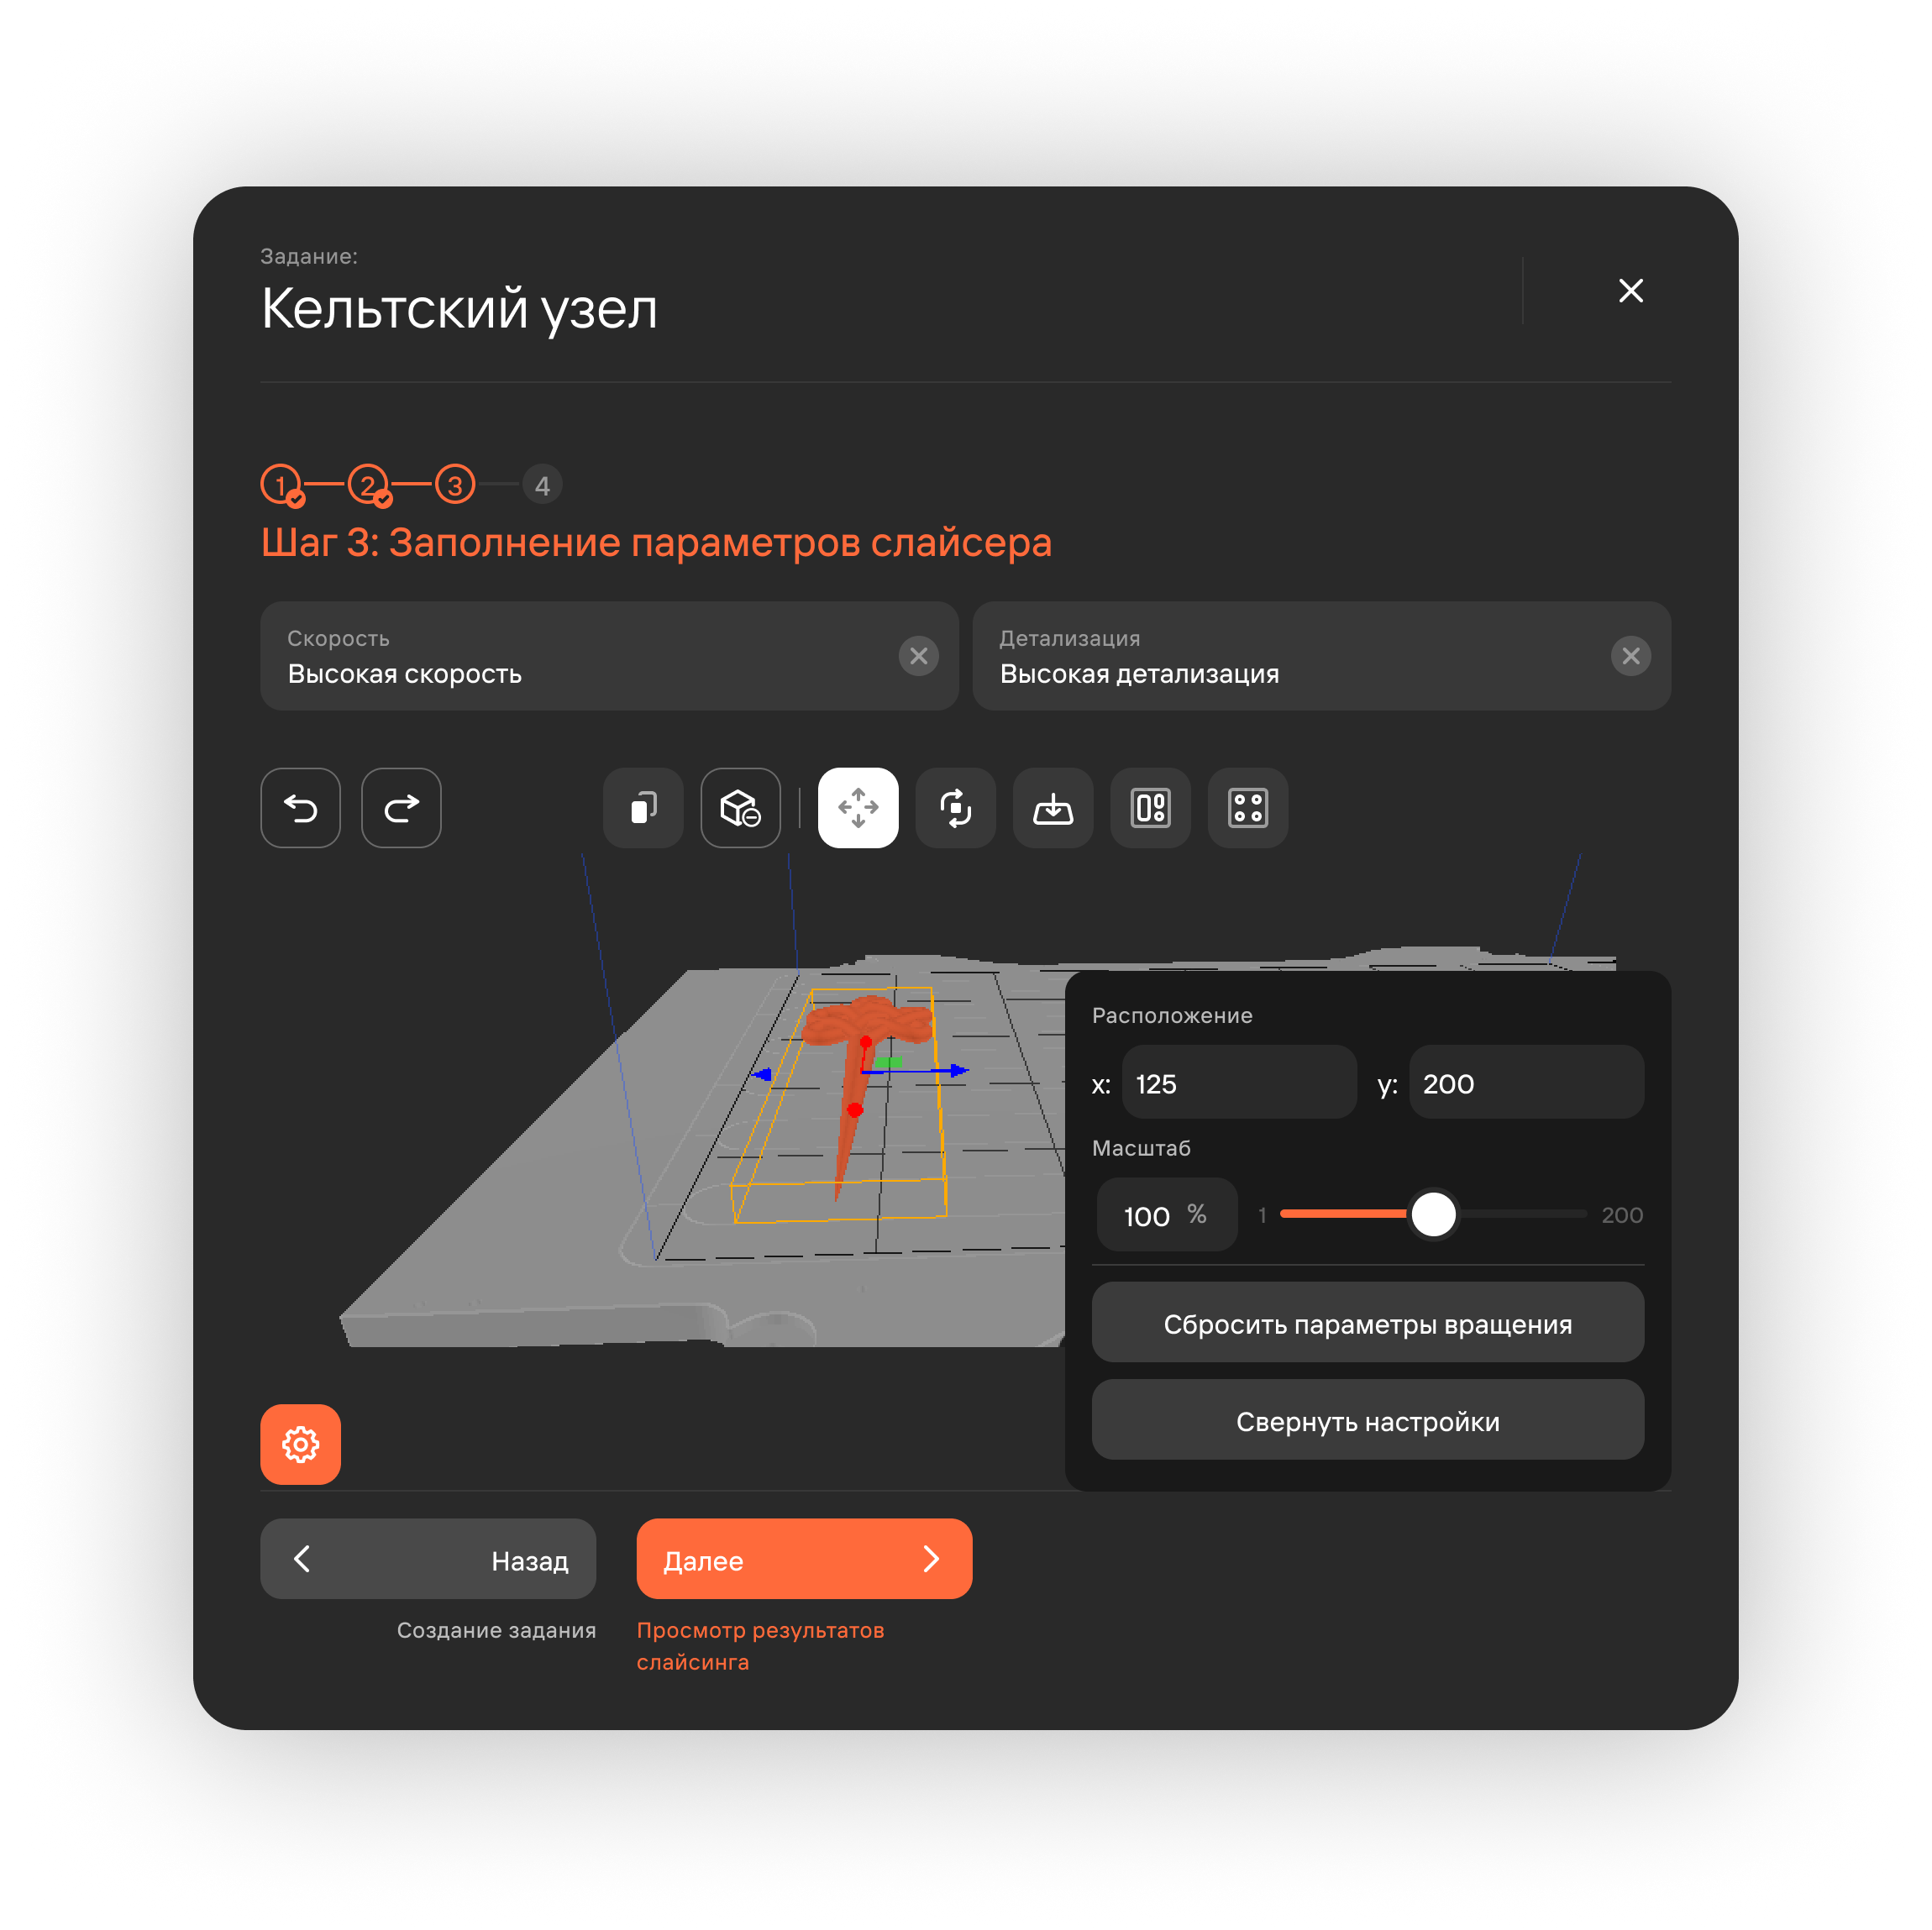 Задание:
Кельтский узел
1 2 3 4
Шаг 3: Заполнение параметров слайсера
Скорость
Высокая скорость
Детализация
Высокая детализация
Расположение
x: 125 y: 200
Масштаб
100 % 1 200
Сбросить параметры вращения
Свернуть настройки
Назад
Далее
Создание задания
Просмотр результатов
слайсинга